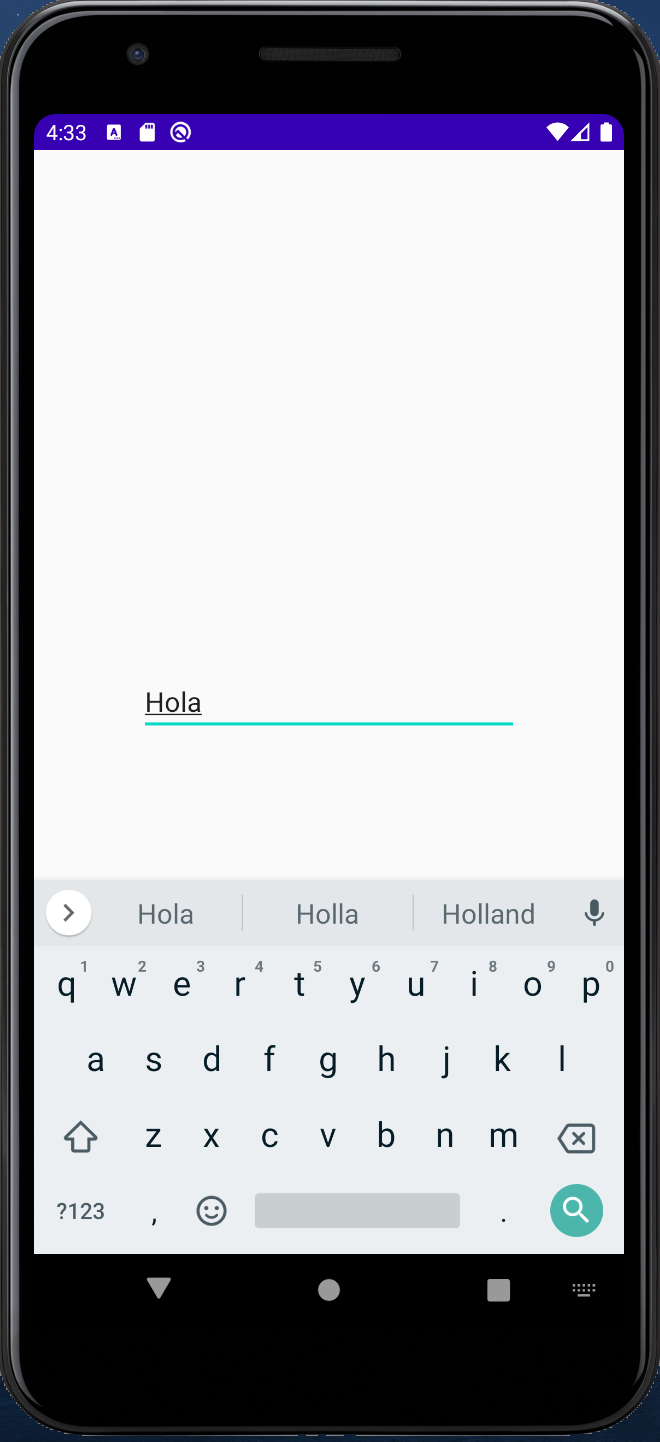 4:33
Hola
Hola Holla Holland
q1 w2 e3 r4 t5 y6 u7 i8 o9 p0
a s d f g h j k l
z x c v b n m
?123 , .